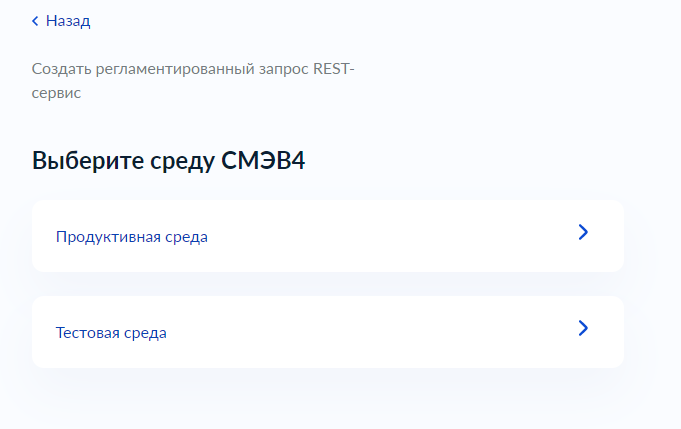 Назад
Создать регламентированный запрос REST-
сервис
Выберите среду СМЭВ4
Продуктивная среда
Тестовая среда